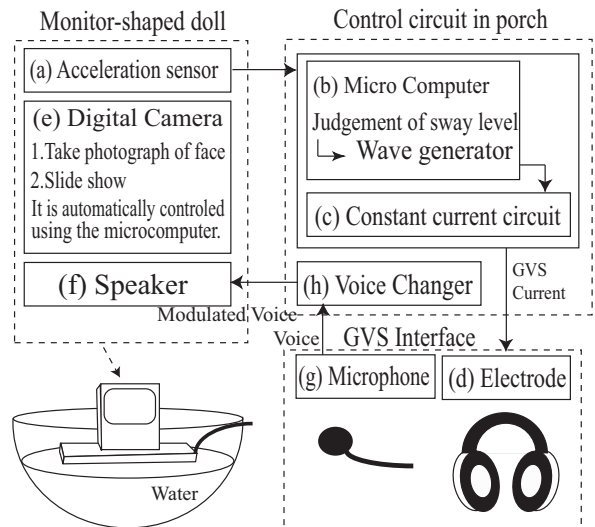 Monitor-shaped doll
(a) Acceleration sensor
(e) Digital Camera
1.Take photograph of face
2.Slide show
It is automatically controled
using the microcomputer.
(f) Speaker
Control circuit in porch
(b) Micro Computer
Judgement of sway level
Wave generator
(c) Constant current circuit
(h) Voice Changer
GVS
Current
Modulated Voice
Voice
GVS Interface
(g) Microphone
(d) Electrode
Water